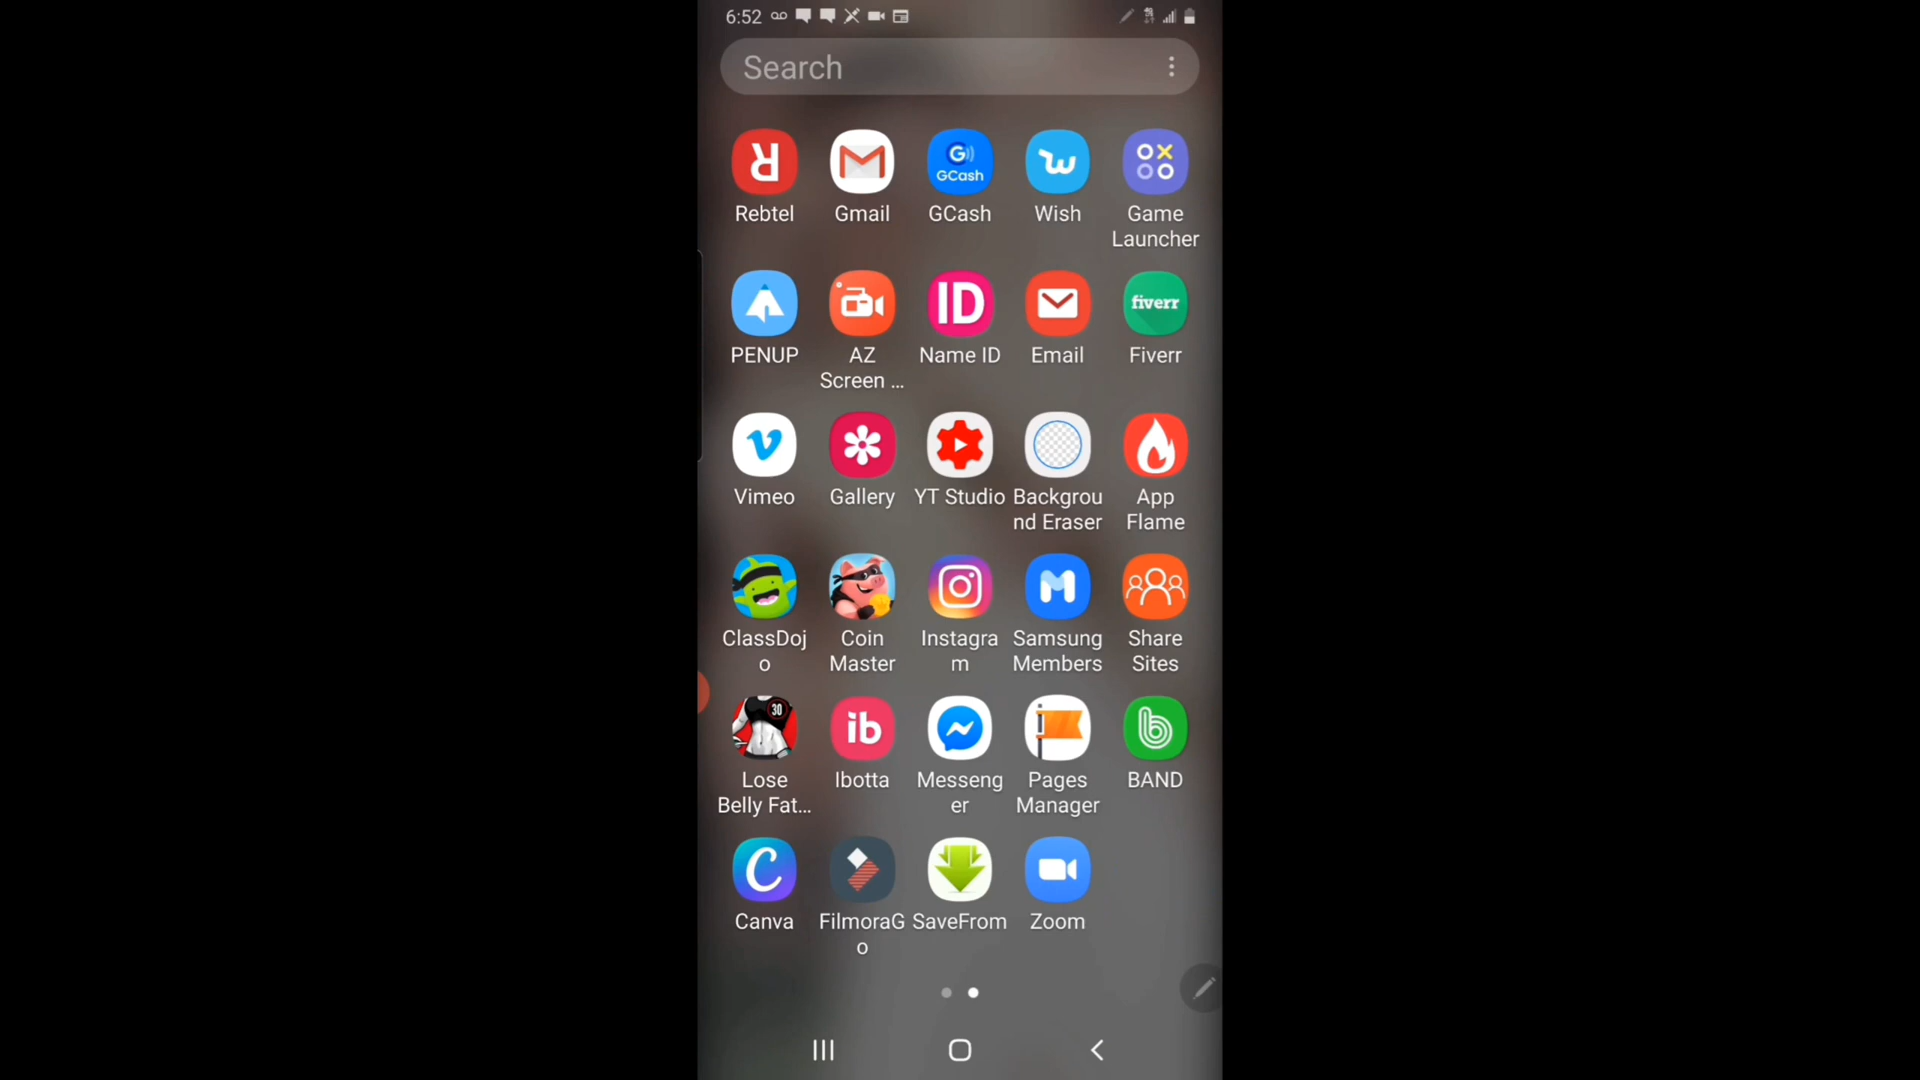 6:52
Search
GCash
Rebtel
Gmail
GCash
Wish
Game
Launcher
ID
fiverr
PENUP
AZ
Screen ...
Name ID
Email
Fiverr
Vimeo
Gallery
YT Studio
Backgrou
nd Eraser
App
Flame
ClassDoj
o
Coin
Master
Instagra
m
Samsung
Members
Share
Sites
30
ib
Lose
Belly Fat...
Ibotta
Messeng
er
Pages
Manager
BAND
Canva
FilmoraG
o
SaveFrom
Zoom